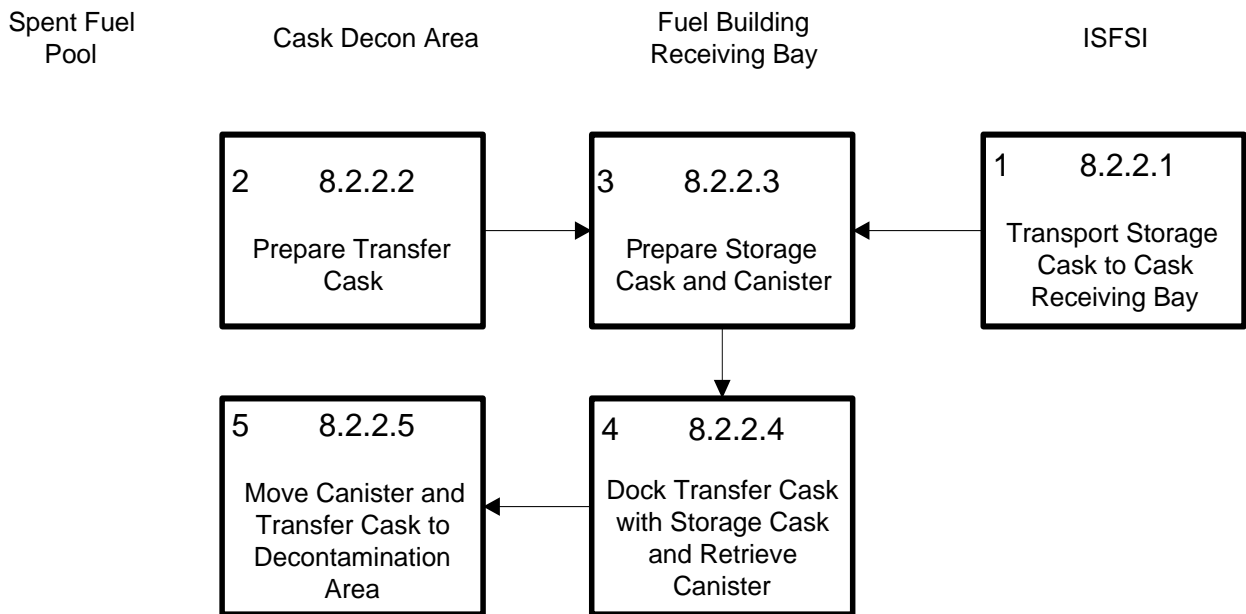 Spent Fuel
Pool
Cask Decon Area
Fuel Building
Receiving Bay
ISFSI
2 8.2.2.2
Prepare Transfer
Cask
3 8.2.2.3
Prepare Storage
Cask and Canister
1 8.2.2.1
Transport Storage
Cask to Cask
Receiving Bay
5 8.2.2.5
Move Canister and
Transfer Cask to
Decontamination
Area
4 8.2.2.4
Dock Transfer Cask
with Storage Cask
and Retrieve
Canister